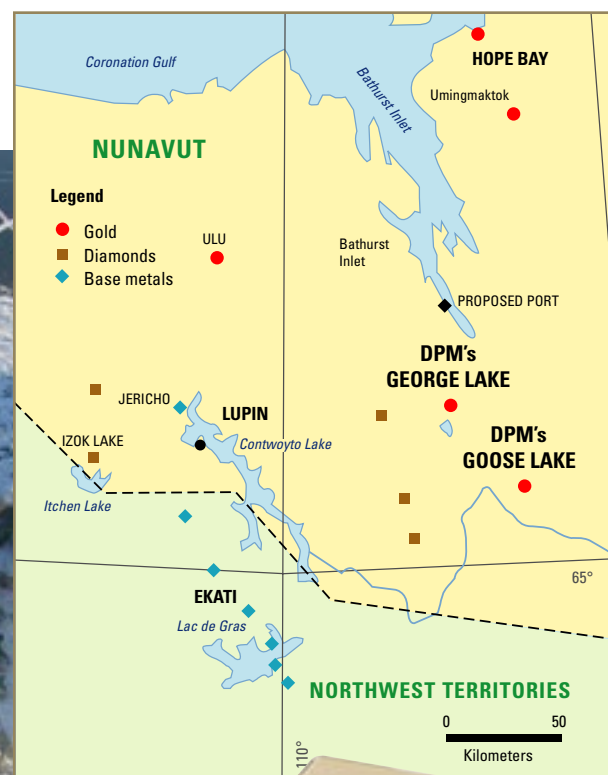 Coronation Gulf
HOPE BAY
Bathurst Inlet
Umingmaktok
NUNAVUT
Legend
Gold
Diamonds
Base metals
ULU
Bathurst
Inlet
PROPOSED PORT
DPM's
GEORGE LAKE
JERICHO
LUPIN
Contwoyto Lake
DPM's
GOOSE LAKE
IZOK LAKE
Itchen Lake
65°
EKATI
Lac de Gras
NORTHWEST TERRITORIES
0 50
Kilometers
110°